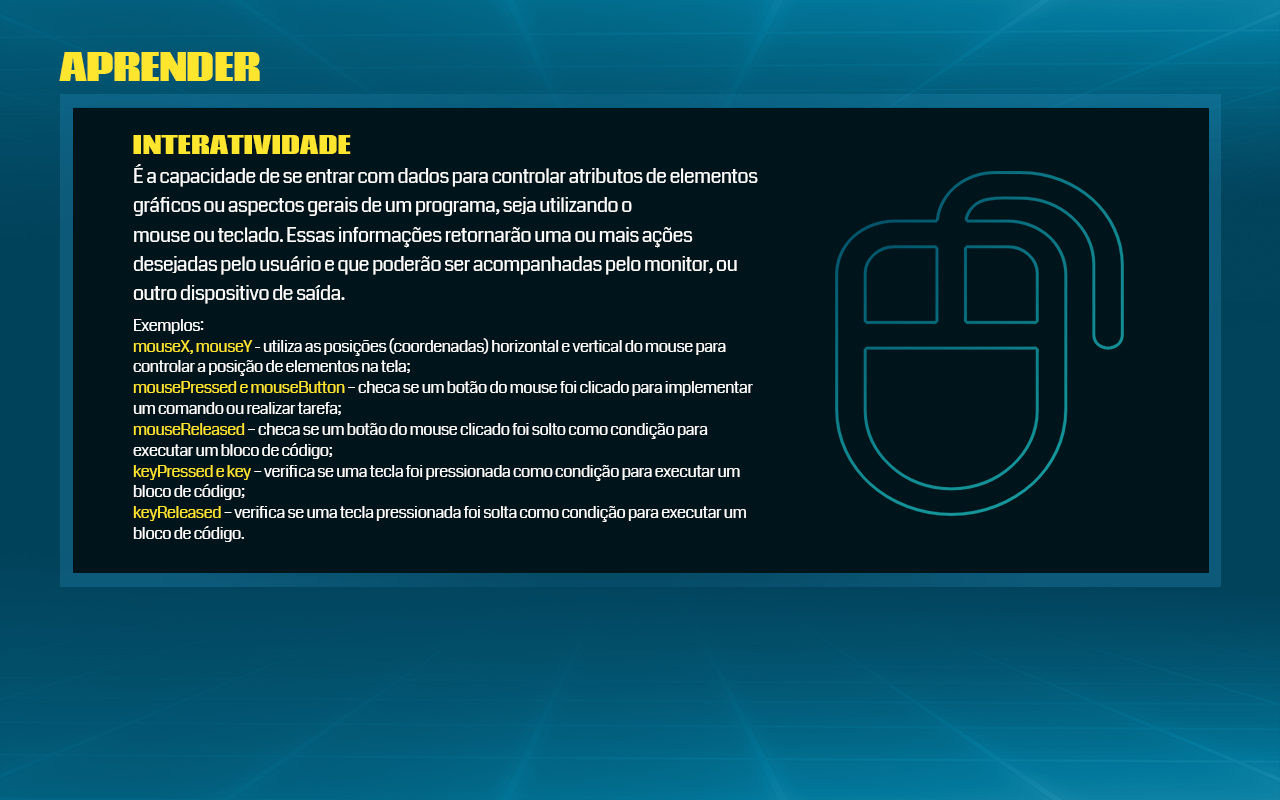 APRENDER
INTERATIVIDADE
É a capacidade de se entrar com dados para controlar atributos de elementos
gráficos ou aspectos gerais de um programa, seja utilizando o
mouse ou teclado. Essas informações retornarão uma ou mais ações
desejadas pelo usuário e que poderão ser acompanhadas pelo monitor, ou
outro dispositivo de saída.
Exemplos:
mouseX, mouseY - utiliza as posições (coordenadas) horizontal e vertical do mouse para
controlar a posição de elementos na tela;
mousePressed e mouseButton – checa se um botão do mouse foi clicado para implementar
um comando ou realizar tarefa;
mouseReleased – checa se um botão do mouse clicado foi solto como condição para
executar um bloco de código;
keyPressed e key – verifica se uma tecla foi pressionada como condição para executar um
bloco de código;
keyReleased – verifica se uma tecla pressionada foi solta como condição para executar um
bloco de código.